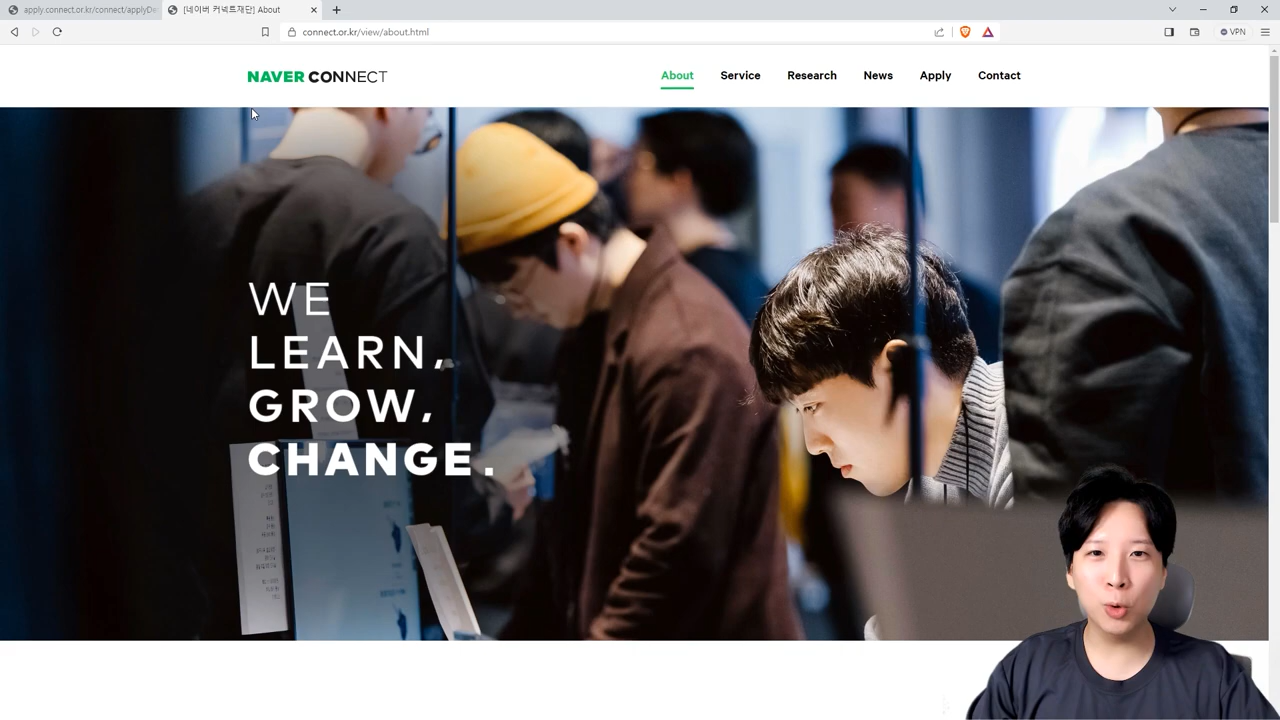 apply.connect.or.kr/connect/applyDe
[네이버 커넥트재단] About
connect.or.kr/view/about.html
VPN
NAVER CONNECT
About
Service
Research
News
Apply
Contact
WE
LEARN,
GROW,
CHANGE.